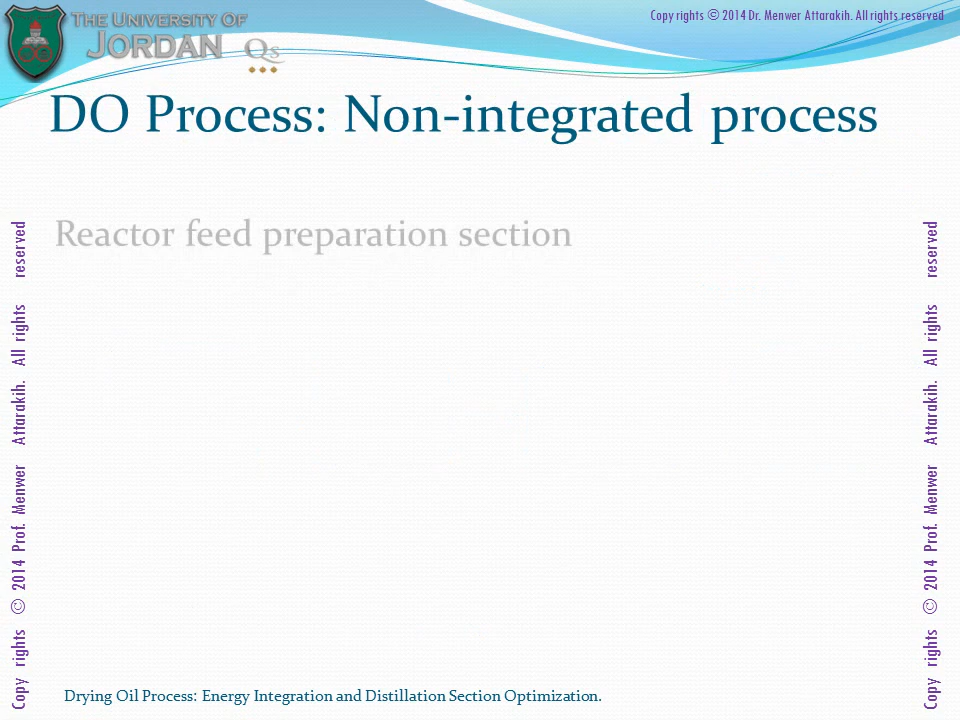 THE UNIVERSITY OF
JORDAN
QS
Copy rights © 2014 Dr. Menwer Attarakih. All rights reserved
DO Process: Non-integrated process
Reactor feed preparation section
Copy rights © 2014 Prof. Menwer Attarakih. All rights reserved
Copy rights © 2014 Prof. Menwer Attarakih. All rights reserved
Drying Oil Process: Energy Integration and Distillation Section Optimization.